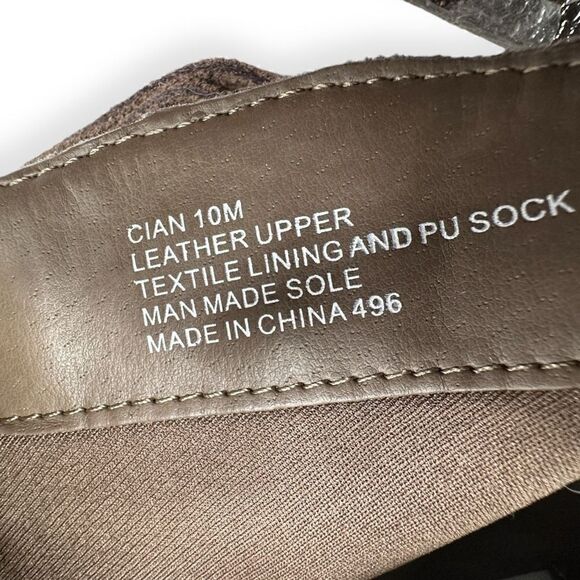 CIAN 10M
LEATHER UPPER
TEXTILE LINING AND PU SOCK
MAN MADE SOLE
MADE IN CHINA 496